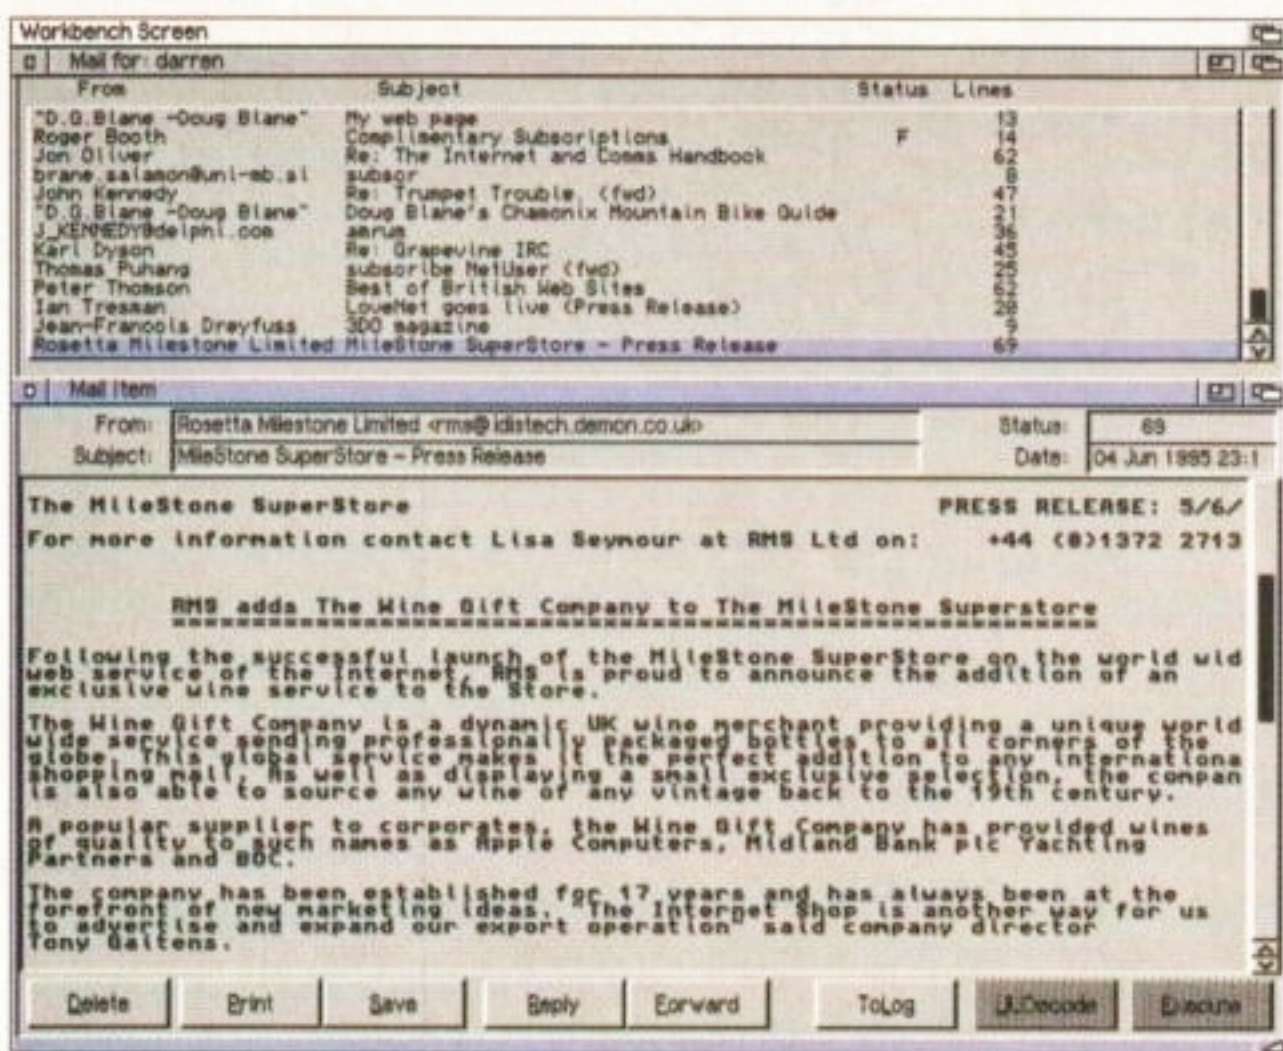 Workbench Screen
Mail for: darren
From Subject Status Lines
"D.G.Blane -Doug Blane" My web page 13
Roger Booth Complimentary Subscriptions F 14
Jon Oliver Re: The Internet and Comms Handbook 62
brane.salamon@uni-mb.si subscr 8
John Kennedy Re: Trumpet Trouble. (fwd) 47
"D.G.Blane -Doug Blane" Doug Blane's Chamonix Mountain Bike Guide 21
J_KENNEDY@delphi.com amrum 36
Karl Dyson Re: Grapevine IRC 45
Thomas Puhang subscribe NetUser (fwd) 25
Peter Thomson Best of British Web Sites 62
Ian Tresman LoveNet goes live (Press Release) 28
Jean-Francois Dreyfuss 3DO magazine 9
Rosetta Milestone Limited MileStone SuperStore - Press Release 69
Mail Item
From: Rosetta Milestone Limited <rms@idistech.demon.co.uk> Status: 69
Subject: MileStone SuperStore - Press Release Date: 04 Jun 1995 23:1
The MileStone SuperStore PRESS RELEASE: 5/6/
For more information contact Lisa Seymour at RMS Ltd on: +44 (0)1372 2713
RMS adds The Wine Gift Company to The MileStone Superstore
Following the successful launch of the MileStone SuperStore on the world wid
web service of the Internet, RMS is proud to announce the addition of an
exclusive wine service to the Store.
The Wine Gift Company is a dynamic UK wine merchant providing a unique world
wide service sending professionally packaged bottles to all corners of the
globe. This global service makes it the perfect addition to any internationa
shopping mall. As well as displaying a small exclusive selection, the compan
is also able to source any wine of any vintage back to the 19th century.
A popular supplier to corporates, the Wine Gift Company has provided wines
of quality to such names as Apple Computers, Midland Bank plc Yachting
Partners and BOC.
The company has been established for 17 years and has always been at the
forefront of new marketing ideas. "The Internet Shop is another way for us
to advertise and expand our export operation" said company director
Tony Gaitens.
Delete Print Save Reply Forward ToLog UUDecode Execute